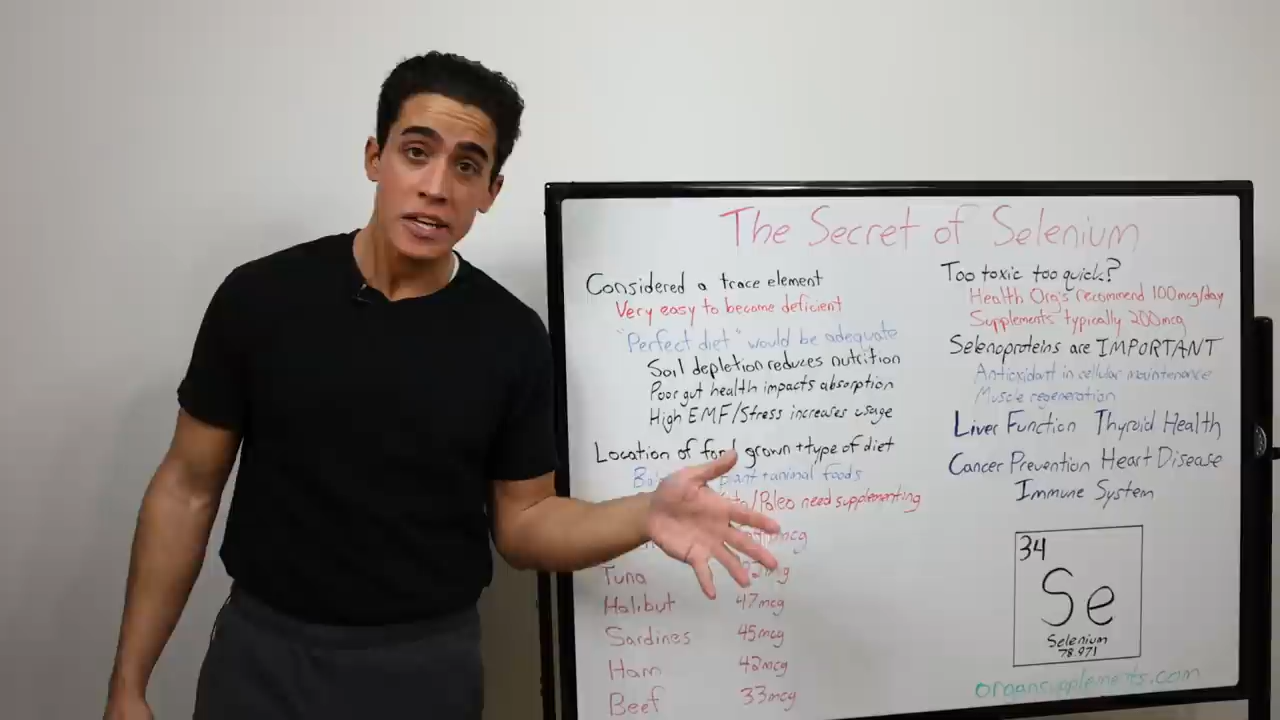 The Secret of Selenium
Considered a trace element
Very easy to become deficient
"Perfect diet" would be adequate
Soil depletion reduces nutrition
Poor gut health impacts absorption
High EMF/Stress increases usage
Location of grown + type of diet
plant + animal foods
/Paleo need supplementing
mcg
Tuna
Halibut 47mcg
Sardines 45mcg
Ham 42mcg
Beef 33mcg
Too toxic too quick?
Health Org's recommend 100mcg/day
Supplements typically 200mcg
Selenoproteins are IMPORTANT
Antioxidant in cellular maintenance
Muscle regeneration
Liver Function Thyroid Health
Cancer Prevention Heart Disease
Immune System
34
Se
Selenium
78.971
organsupplements.com